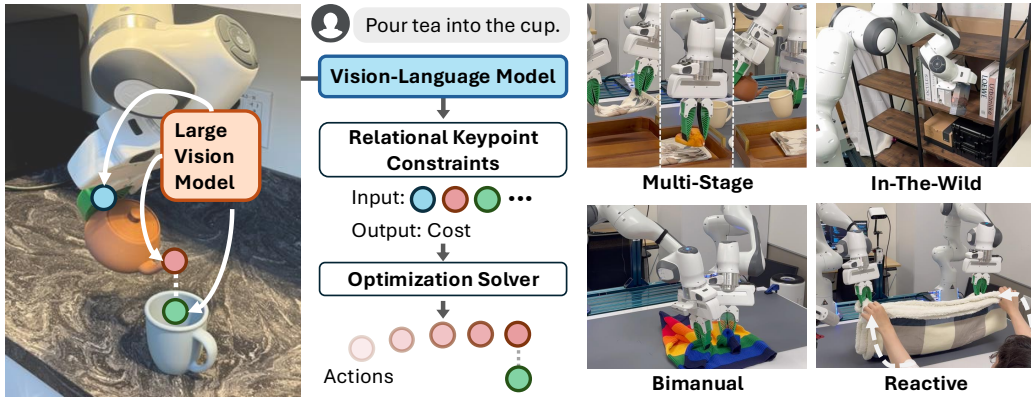 Large
Vision
Model
Pour tea into the cup.
Vision-Language Model
Relational Keypoint
Constraints
Input:
Output: Cost
Optimization Solver
Actions
Multi-Stage
In-The-Wild
Bimanual
Reactive